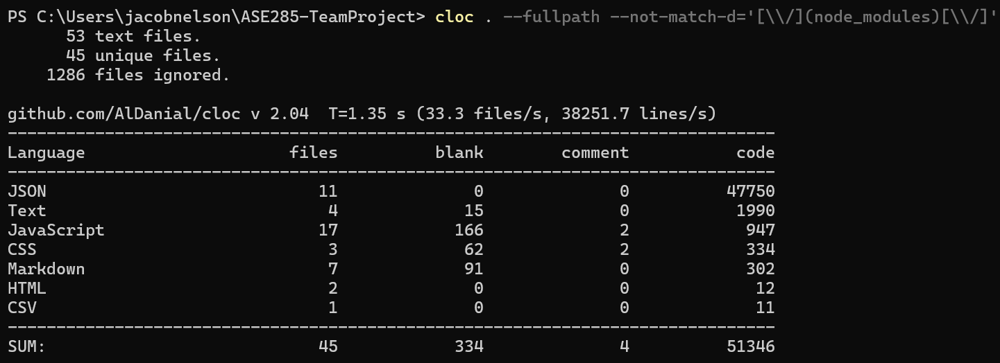 PS C:\Users\jacobnelson\ASE285-TeamProject> cloc . --fullpath --not-match-d='[\\/](node_modules)[\\/]'
53 text files.
45 unique files.
1286 files ignored.
github.com/AlDanial/cloc v 2.04  T=1.35 s (33.3 files/s, 38251.7 lines/s)
-------------------------------------------------------------------------------
Language                     files          blank        comment           code
-------------------------------------------------------------------------------
JSON                            11              0              0          47750
Text                             4             15              0           1990
JavaScript                      17            166              2            947
CSS                              3             62              2            334
Markdown                         7             91              0            302
HTML                             2              0              0             12
CSV                              1              0              0             11
-------------------------------------------------------------------------------
SUM:                            45            334              4          51346